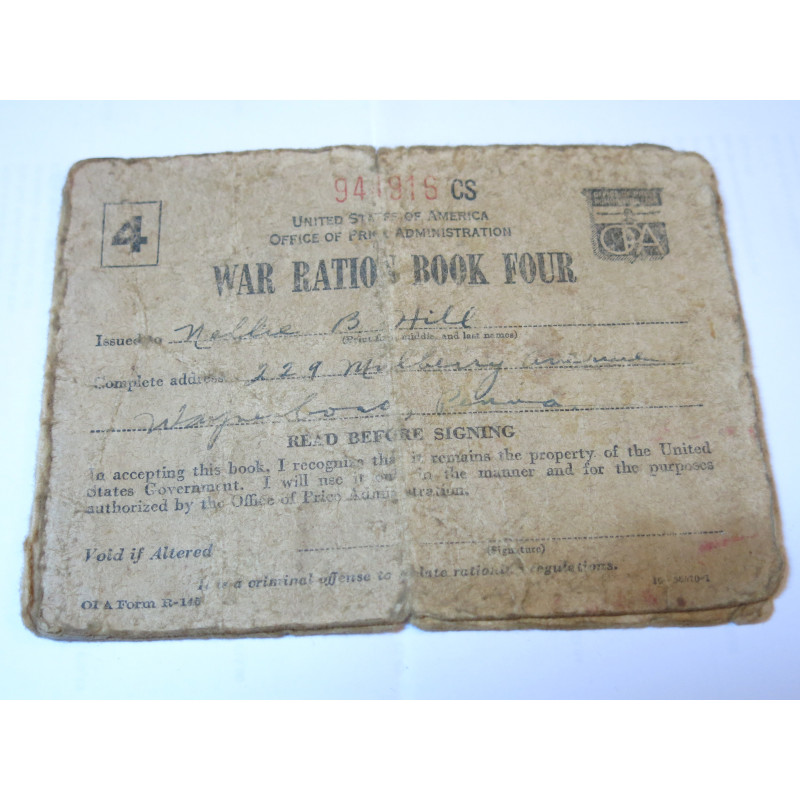 CS
4
UNITED STATES OF AMERICA
OFFICE OF PRICE ADMINISTRATION
OPA
WAR RATION BOOK FOUR
Issued to Nellie B Hill
(Print first, middle, and last names)
Complete address 229 Mulberry Avenue
Waynesboro, Penna.
READ BEFORE SIGNING
In accepting this book, I recognize that it remains the property of the United
States Government. I will use it only in the manner and for the purposes
authorized by the Office of Price Administration.
Void if Altered
(Signature)
It is a criminal offense to violate rationing regulations.
OPA Form R-145